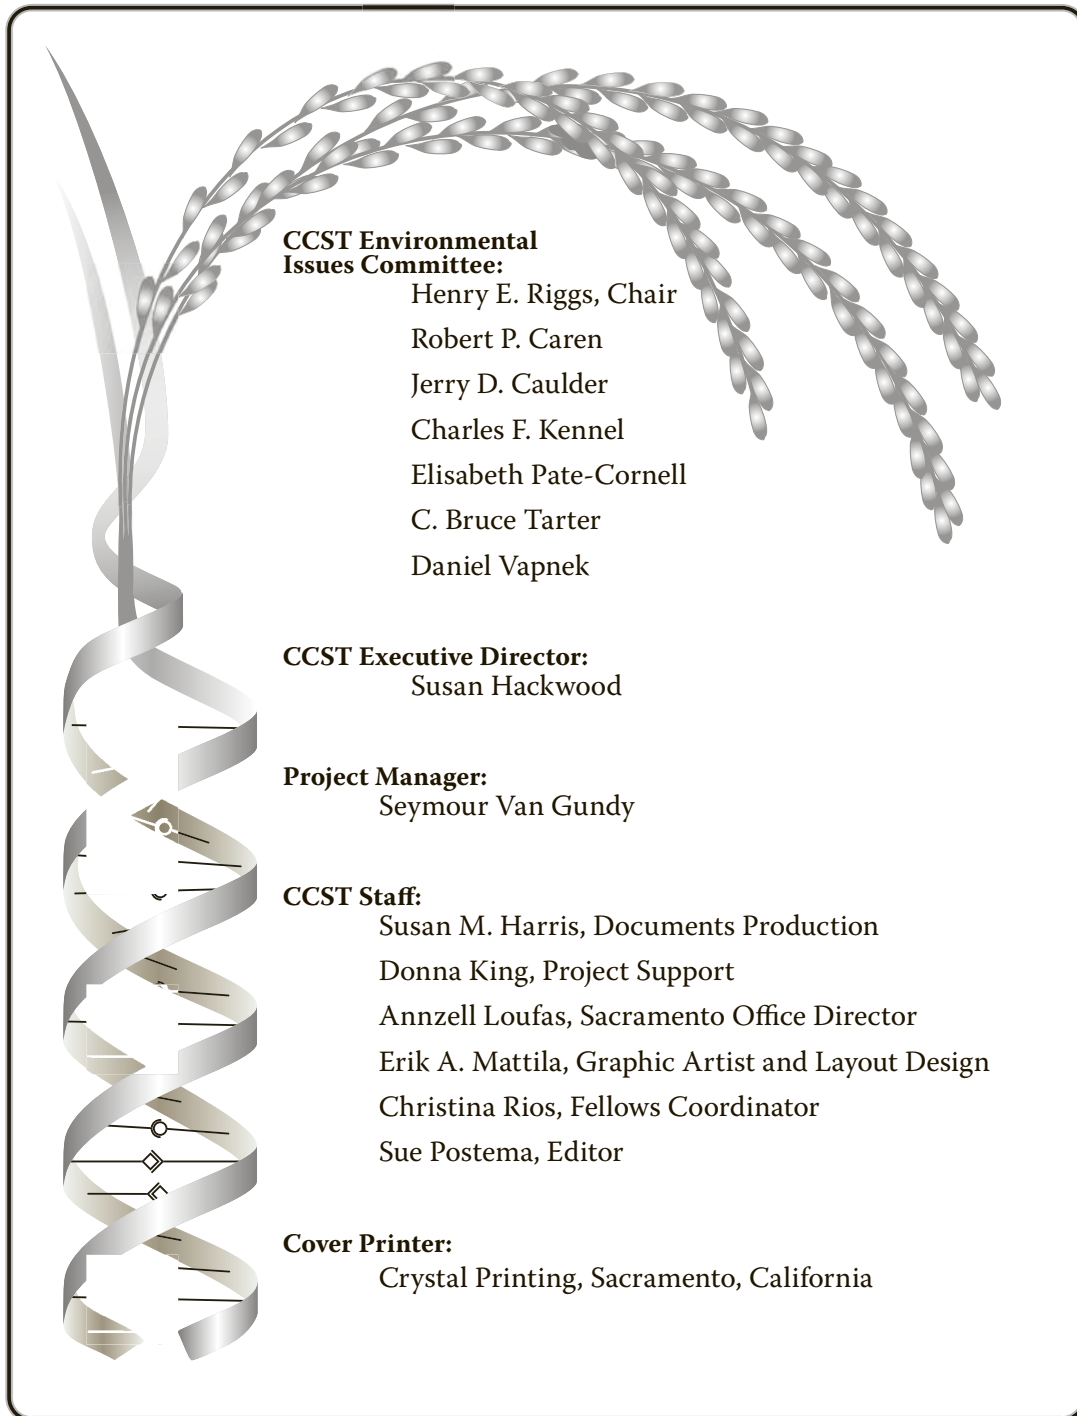 CCST Environmental
Issues Committee:
Henry E. Riggs, Chair
Robert P. Caren
Jerry D. Caulder
Charles F. Kennel
Elisabeth Pate-Cornell
C. Bruce Tarter
Daniel Vapnek
CCST Executive Director:
Susan Hackwood
Project Manager:
Seymour Van Gundy
CCST Staff:
Susan M. Harris, Documents Production
Donna King, Project Support
Annzell Loufas, Sacramento Office Director
Erik A. Mattila, Graphic Artist and Layout Design
Christina Rios, Fellows Coordinator
Sue Postema, Editor
Cover Printer:
Crystal Printing, Sacramento, California